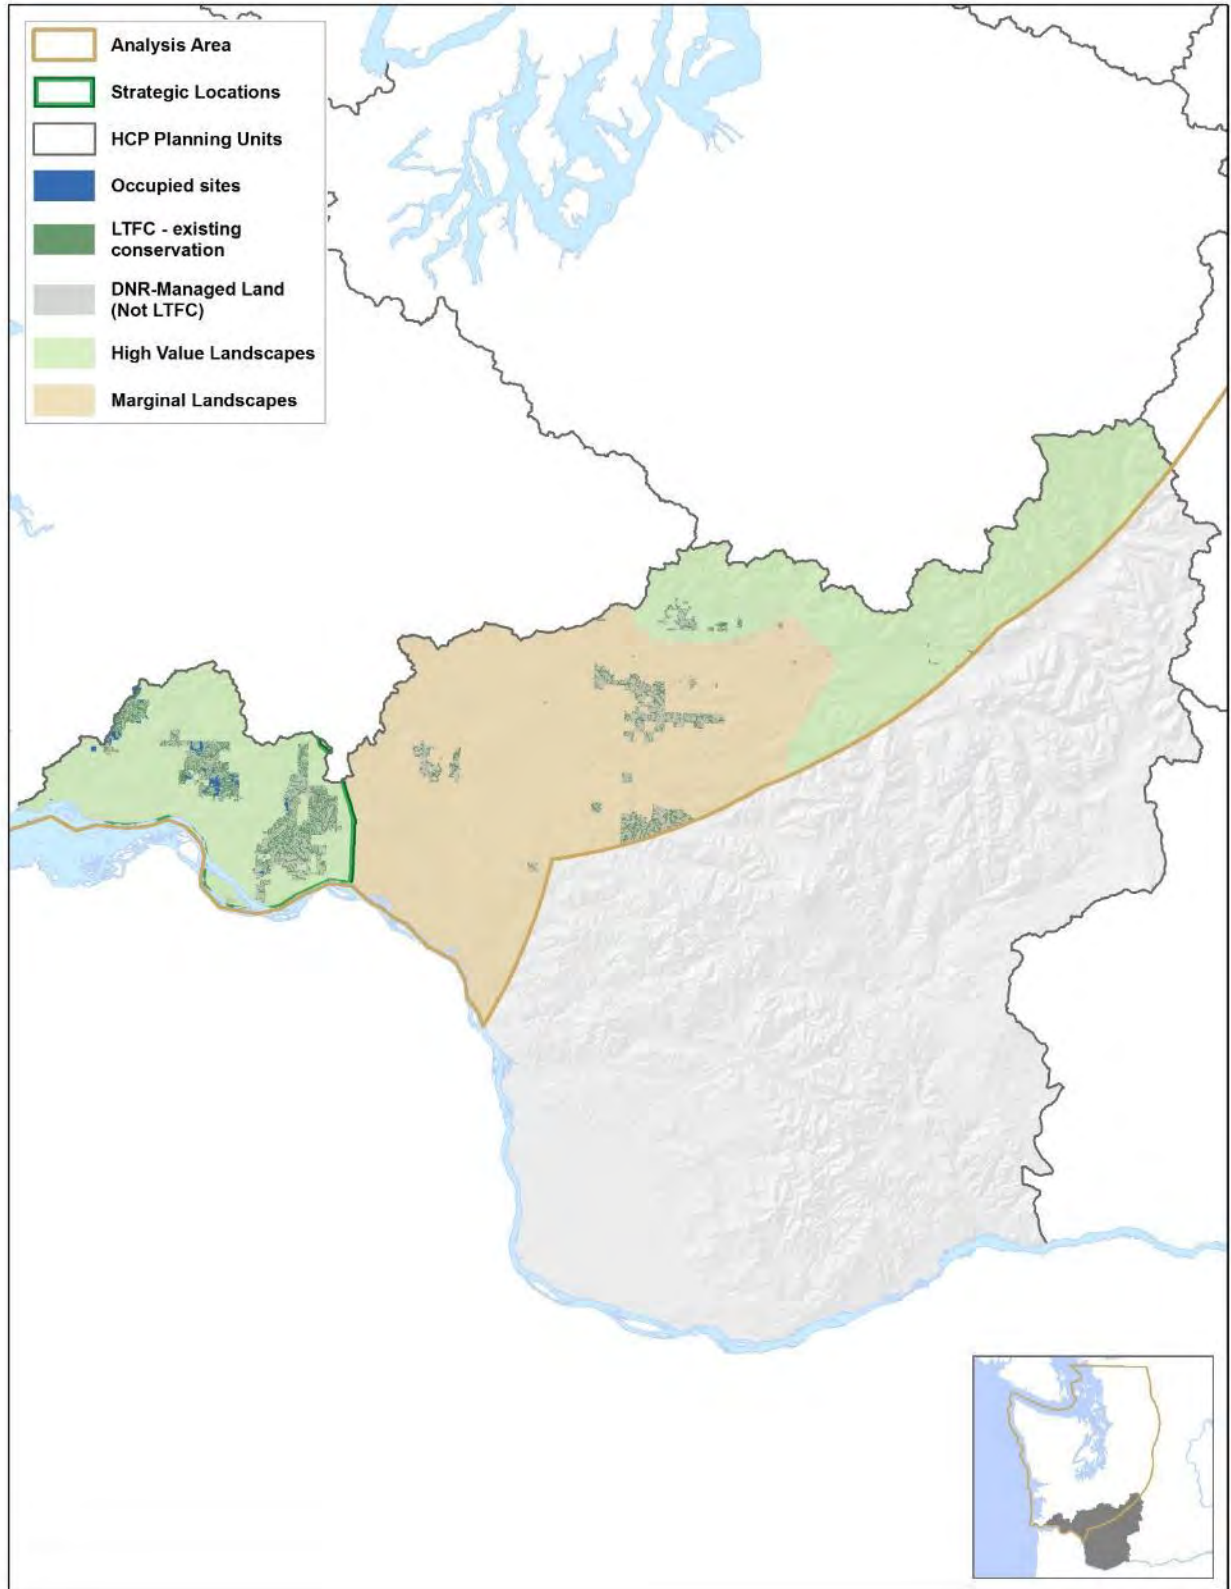 Analysis Area
Strategic Locations
HCP Planning Units
Occupied sites
LTFC - existing
conservation
DNR-Managed Land
(Not LTFC)
High Value Landscapes
Marginal Landscapes